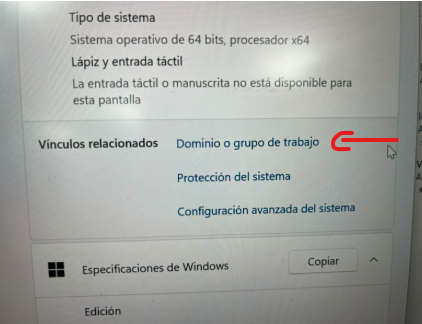 Tipo de sistema
Sistema operativo de 64 bits, procesador x64
Lápiz y entrada táctil
La entrada táctil o manuscrita no está disponible para
esta pantalla
Vínculos relacionados Dominio o grupo de trabajo
Protección del sistema
Configuración avanzada del sistema
Especificaciones de Windows Copiar
Edición